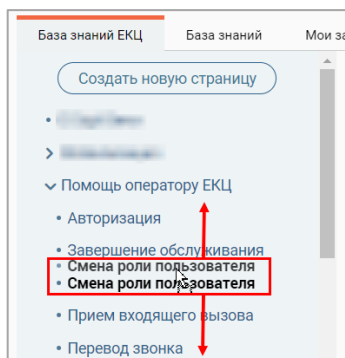 База знаний ЕКЦ База знаний Мои за
Создать новую страницу
Помощь оператору ЕКЦ
Авторизация
Завершение обслуживания
Смена роли пользователя
Смена роли пользователя
Прием входящего вызова
Перевод звонка